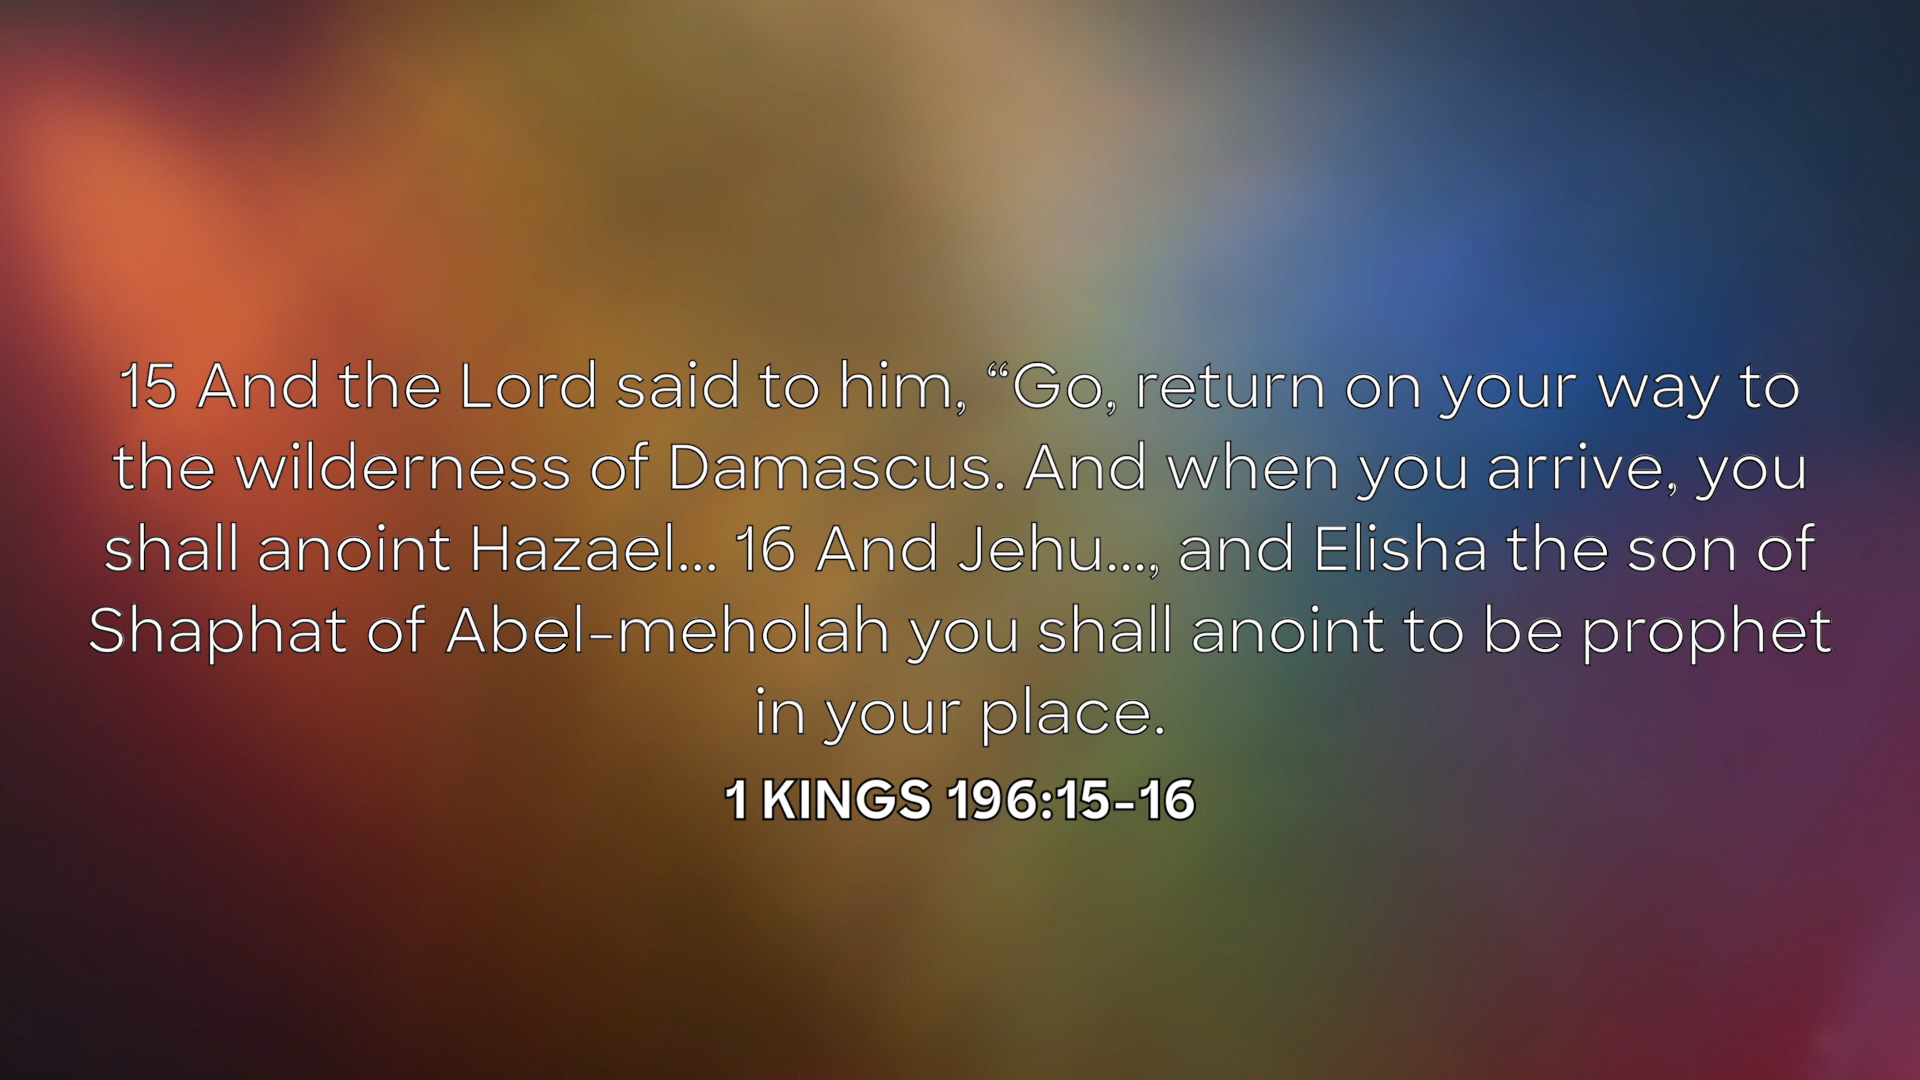 15 And the Lord said to him, “Go, return on your way to
the wilderness of Damascus. And when you arrive, you
shall anoint Hazael... 16 And Jehu..., and Elisha the son of
Shaphat of Abel-meholah you shall anoint to be prophet
in your place.
1 KINGS 196:15-16